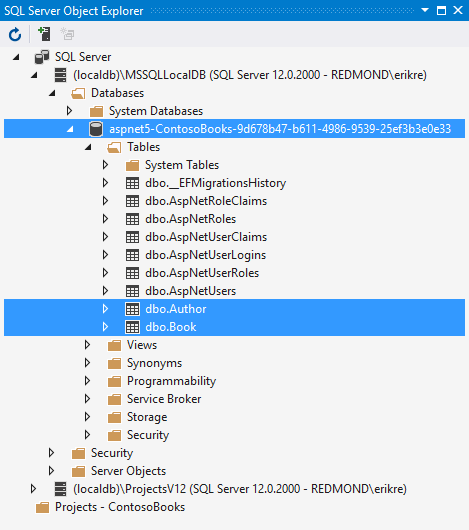 SQL Server Object Explorer
SQL Server
(localdb)\MSSQLLocalDB (SQL Server 12.0.2000 - REDMOND\erikre)
Databases
System Databases
aspnet5-ContosoBooks-9d678b47-b611-4986-9539-25ef3b3e0e33
Tables
System Tables
dbo.__EFMigrationsHistory
dbo.AspNetRoleClaims
dbo.AspNetRoles
dbo.AspNetUserClaims
dbo.AspNetUserLogins
dbo.AspNetUserRoles
dbo.AspNetUsers
dbo.Author
dbo.Book
Views
Synonyms
Programmability
Service Broker
Storage
Security
Security
Server Objects
(localdb)\ProjectsV12 (SQL Server 12.0.2000 - REDMOND\erikre)
Projects - ContosoBooks